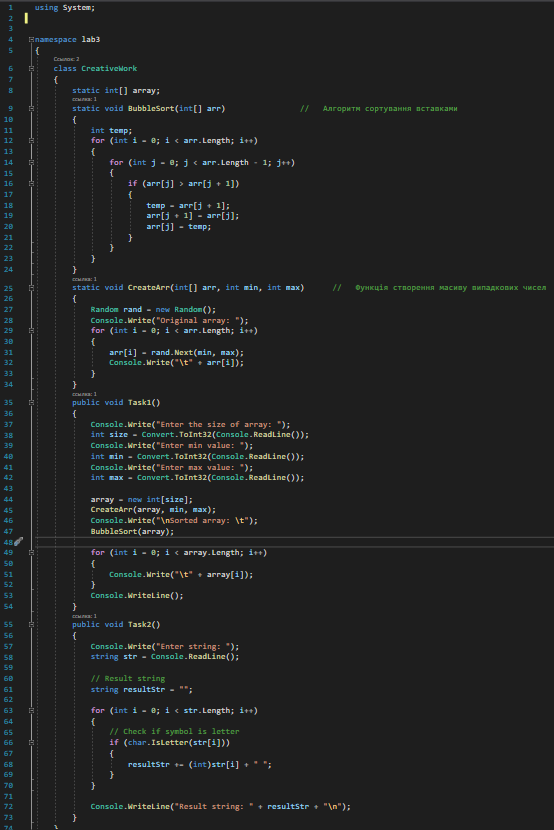 1 using System;
2
3
4 namespace lab3
5 {
Ссылок: 2
6 class CreativeWork
7 {
8 static int[] array;
ссылка: 1
9 static void BubbleSort(int[] arr) // Алгоритм сортування вставками
10 {
11 int temp;
12 for (int i = 0; i < arr.Length; i++)
13 {
14 for (int j = 0; j < arr.Length - 1; j++)
15 {
16 if (arr[j] > arr[j + 1])
17 {
18 temp = arr[j + 1];
19 arr[j + 1] = arr[j];
20 arr[j] = temp;
21 }
22 }
23 }
24 }
ссылка: 1
25 static void CreateArr(int[] arr, int min, int max) // Функція створення масиву випадкових чисел
26 {
27 Random rand = new Random();
28 Console.Write("Original array: ");
29 for (int i = 0; i < arr.Length; i++)
30 {
31 arr[i] = rand.Next(min, max);
32 Console.Write("\t" + arr[i]);
33 }
34 }
ссылка: 1
35 public void Task1()
36 {
37 Console.Write("Enter the size of array: ");
38 int size = Convert.ToInt32(Console.ReadLine());
39 Console.Write("Enter min value: ");
40 int min = Convert.ToInt32(Console.ReadLine());
41 Console.Write("Enter max value: ");
42 int max = Convert.ToInt32(Console.ReadLine());
43
44 array = new int[size];
45 CreateArr(array, min, max);
46 Console.Write("\nSorted array: \t");
47 BubbleSort(array);
48
49 for (int i = 0; i < array.Length; i++)
50 {
51 Console.Write("\t" + array[i]);
52 }
53 Console.WriteLine();
54 }
ссылка: 1
55 public void Task2()
56 {
57 Console.Write("Enter string: ");
58 string str = Console.ReadLine();
59
60 // Result string
61 string resultStr = "";
62
63 for (int i = 0; i < str.Length; i++)
64 {
65 // Check if symbol is letter
66 if (char.IsLetter(str[i]))
67 {
68 resultStr += (int)str[i] + " ";
69 }
70 }
71
72 Console.WriteLine("Result string: " + resultStr + "\n");
73 }
74 }